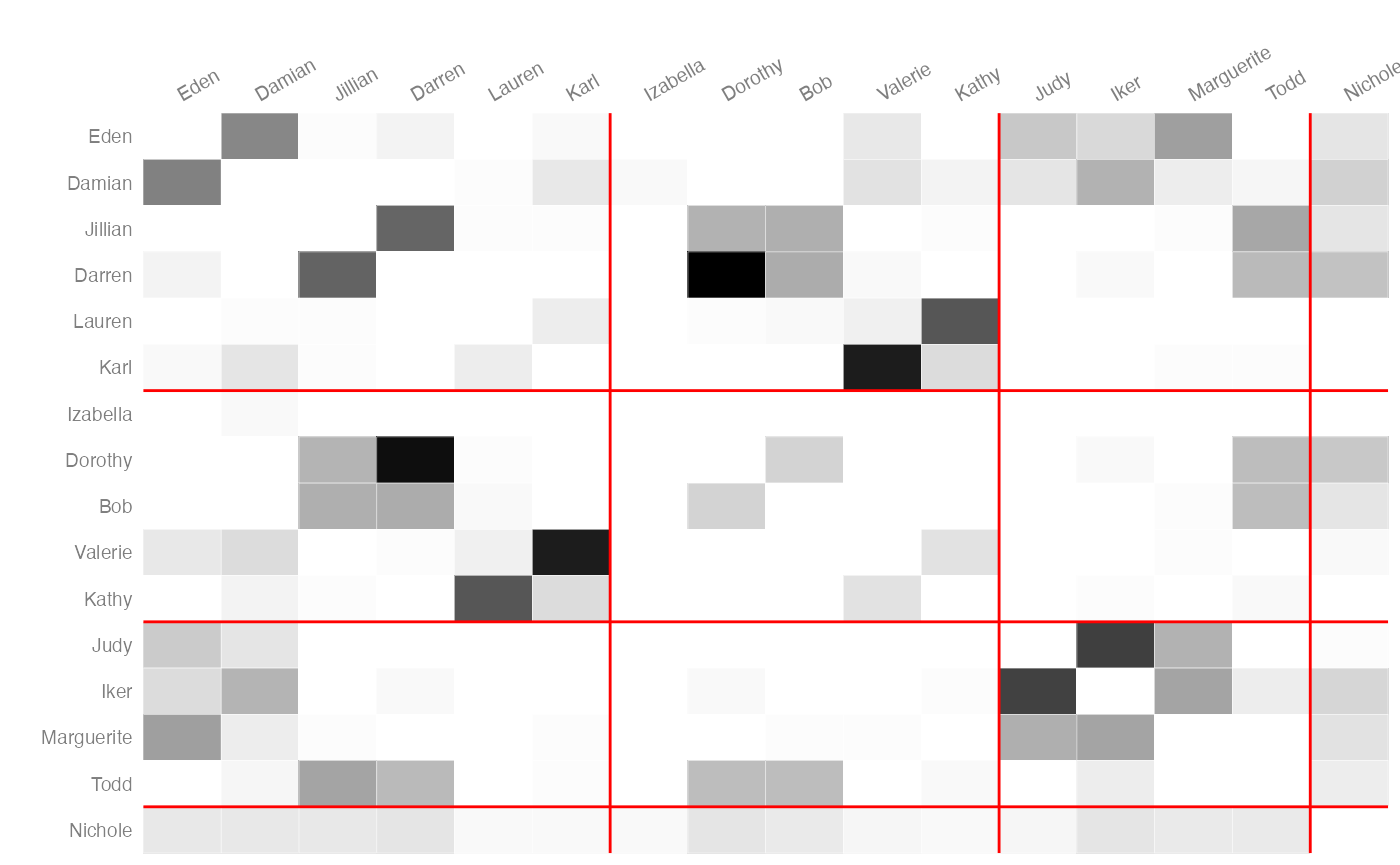 Eden Damian Jillian Darren Lauren Karl Izabella Dorothy Bob Valerie Kathy Judy Iker Marguerite Todd Nichole
Eden
Damian
Jillian
Darren
Lauren
Karl
Izabella
Dorothy
Bob
Valerie
Kathy
Judy
Iker
Marguerite
Todd
Nichole